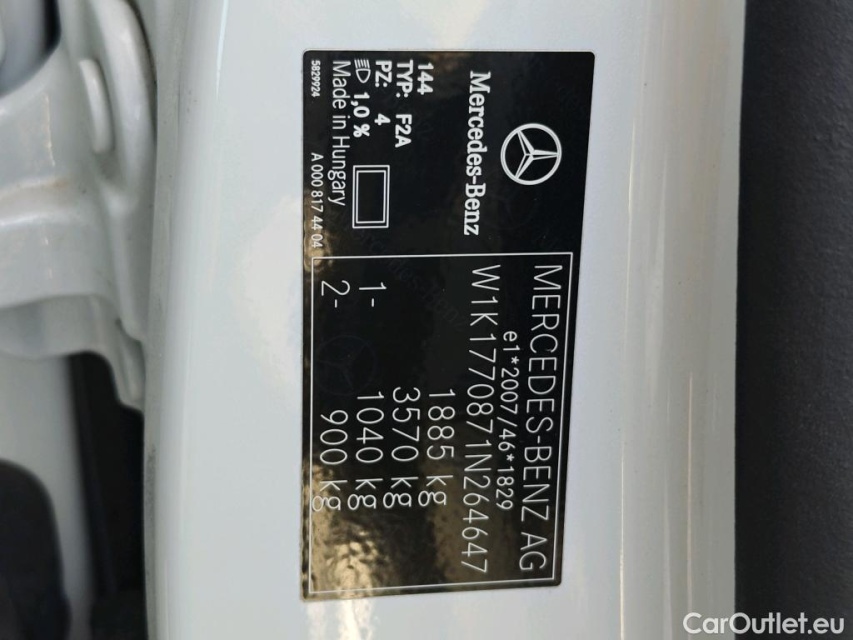 Mercedes-Benz
144
TYP: F2A
PZ: 4
1,0 %
Made in Hungary
5829924 A 000 817 44 04
MERCEDES-BENZ AG
e1*2007/46*1829
W1K1770871N264647
1885 kg
3570 kg
1- 1040 kg
2- 900 kg
CarOutlet.eu